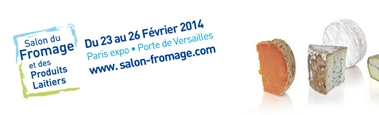 Salon du
Fromage
et des
Produits
Laitiers
Du 23 au 26 Février 2014
Paris expo • Porte de Versailles
www.salon-fromage.com